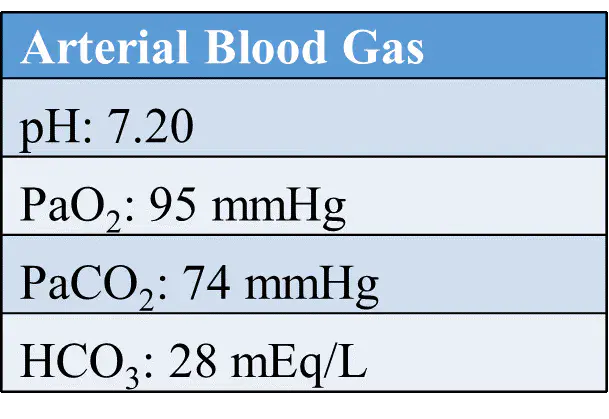 Arterial Blood Gas
pH: 7.20
PaO₂: 95 mmHg
PaCO₂: 74 mmHg
HCO₃: 28 mEq/L